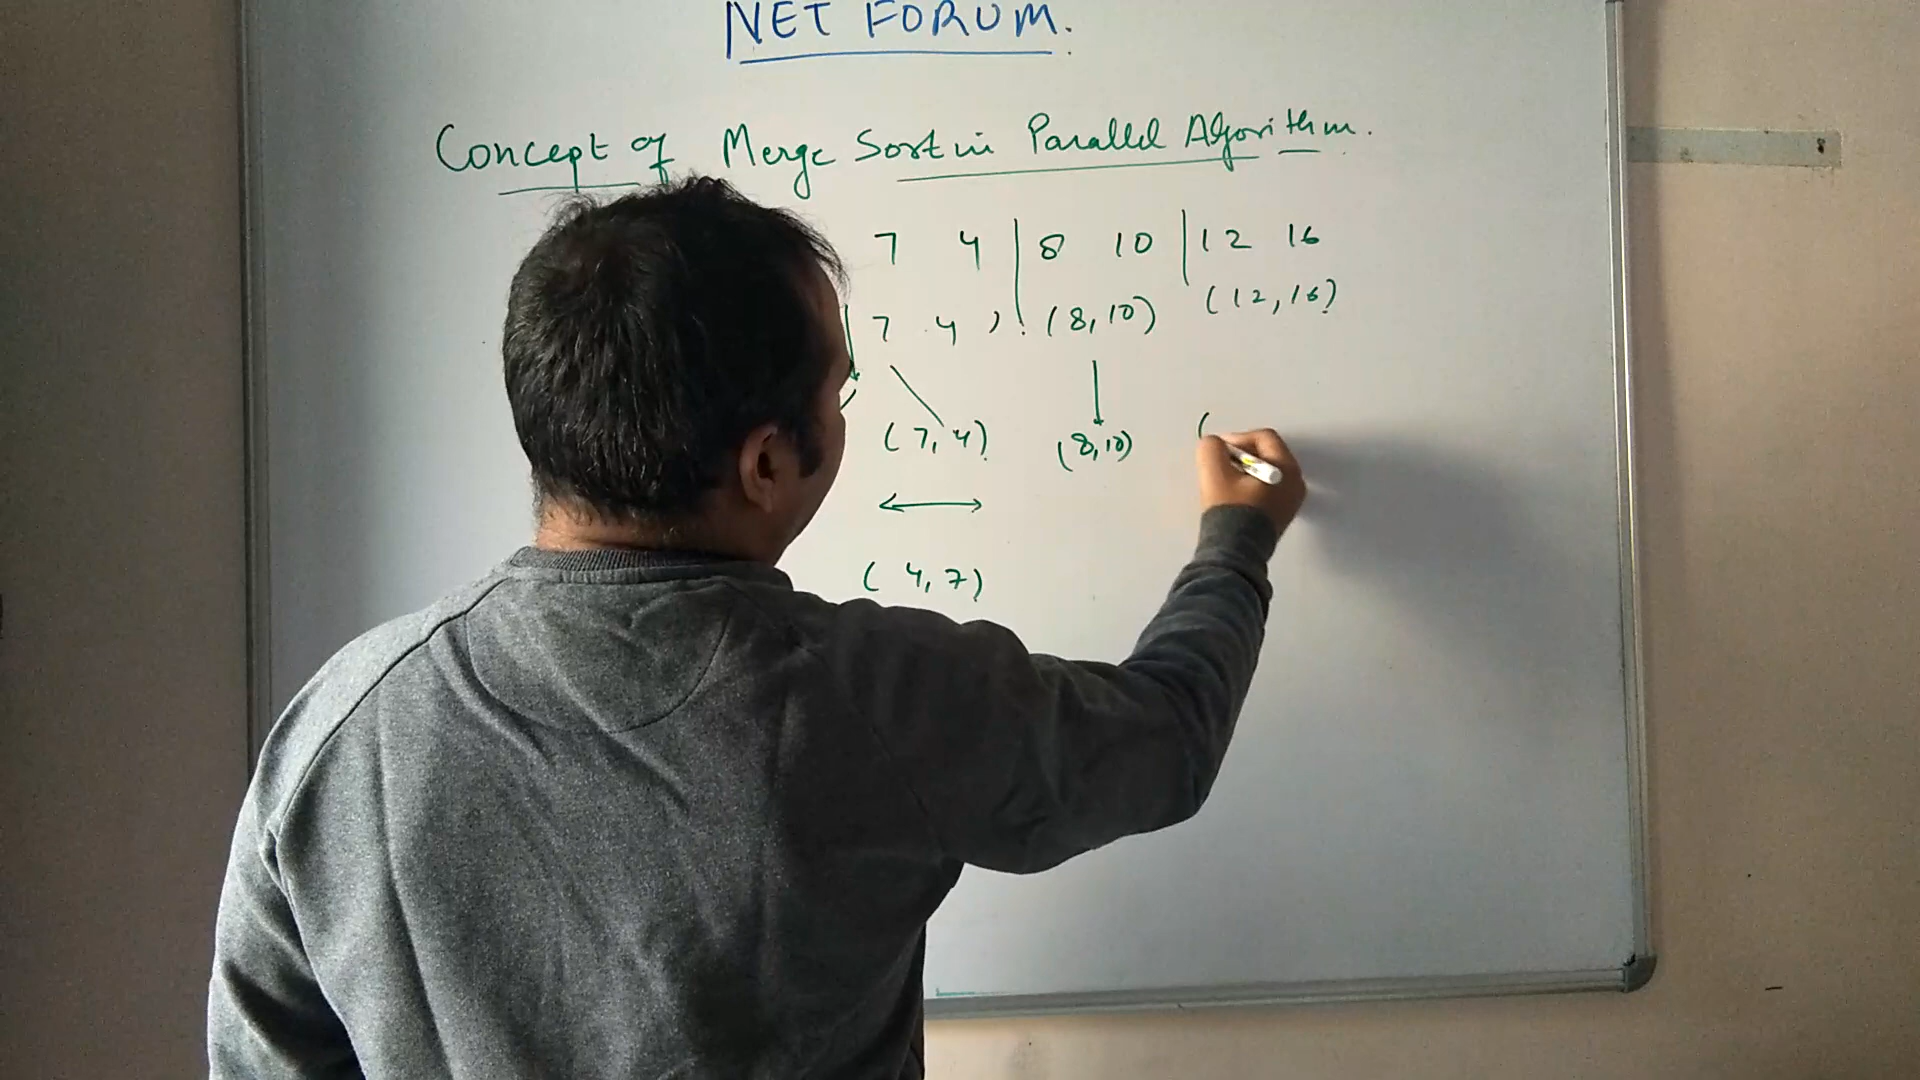 NET FORUM.
Concept of Merge Sort in Parallel Algorithm.
7 4 | 8 10 | 12 16
7 4 ) (8,10) (12,16)
(7,4) (8,10) (
(4,7)